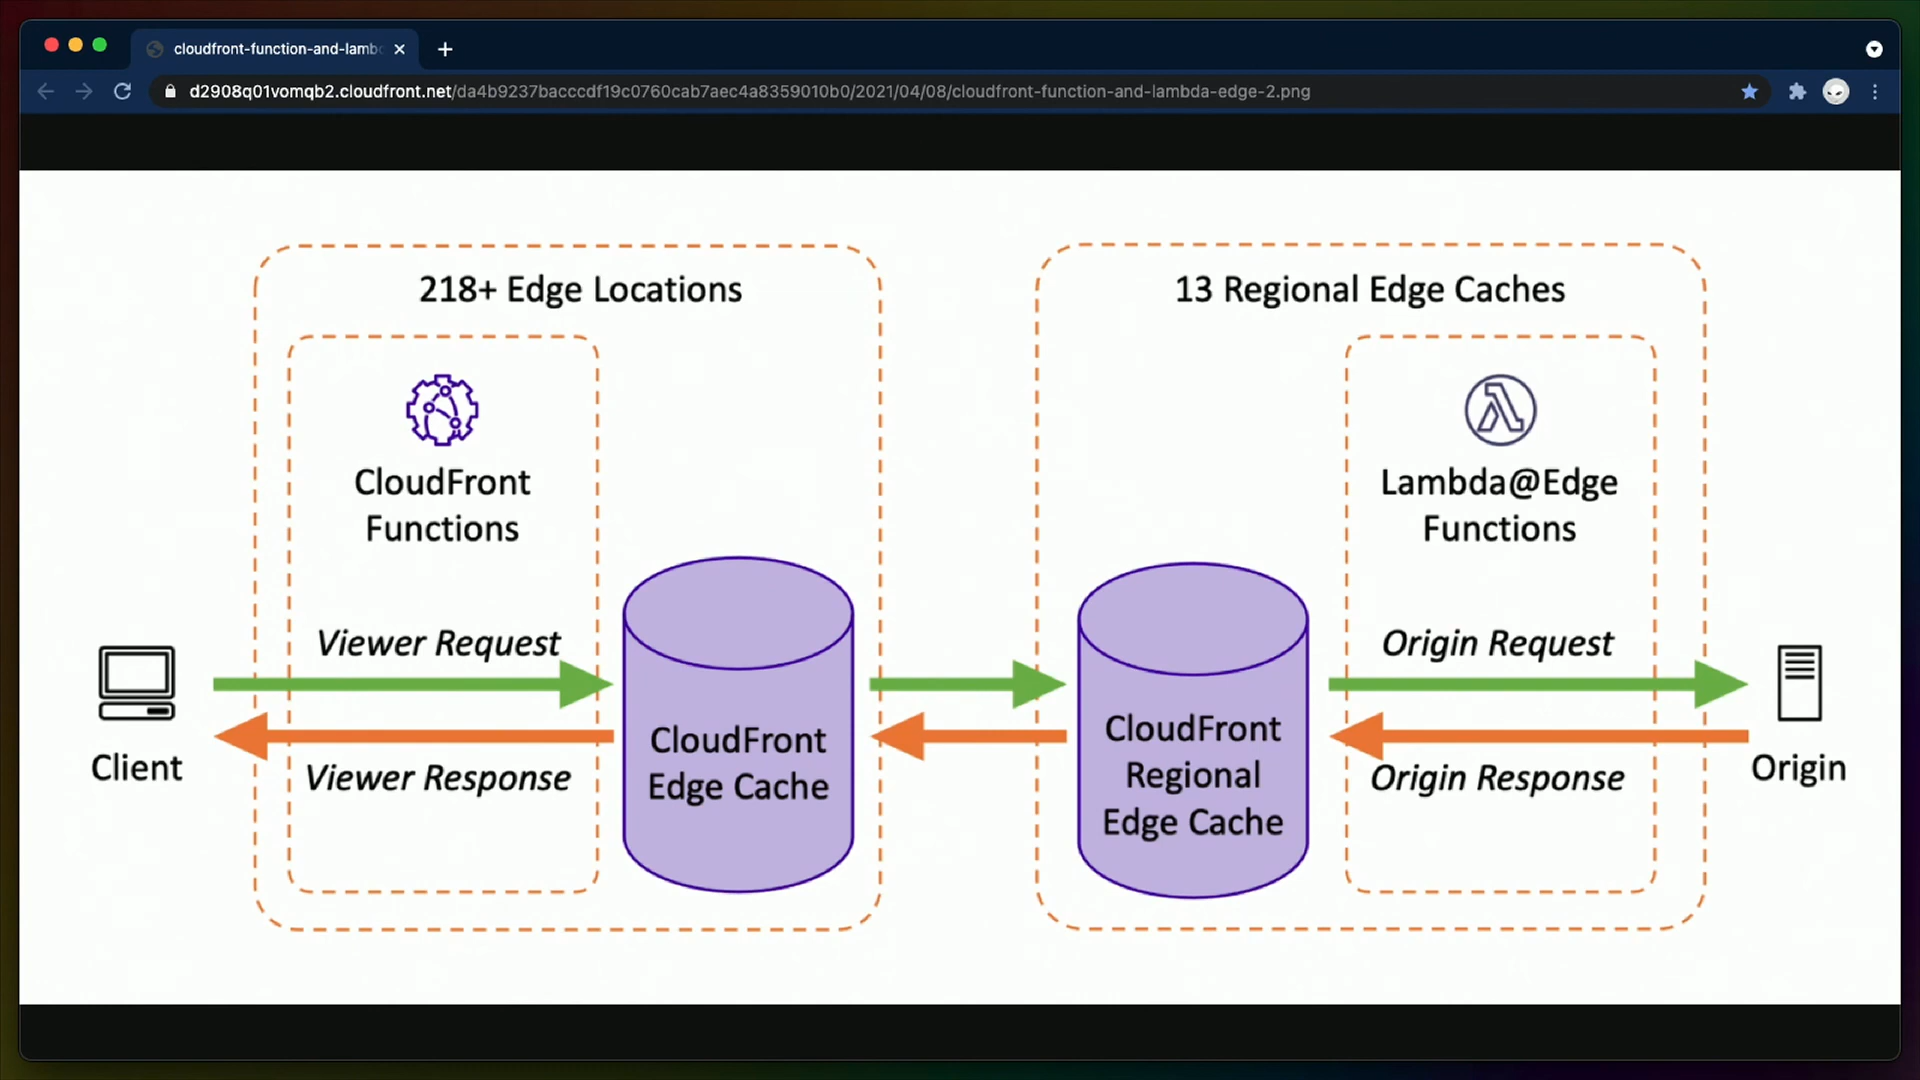 cloudfront-function-and-lamb
d2908q01vomqb2.cloudfront.net/da4b9237bacccdf19c0760cab7aec4a8359010b0/2021/04/08/cloudfront-function-and-lambda-edge-2.png
218+ Edge Locations
13 Regional Edge Caches
CloudFront
Functions
Lambda@Edge
Functions
Viewer Request
Origin Request
CloudFront
Edge Cache
CloudFront
Regional
Edge Cache
Client
Viewer Response
Origin Response
Origin